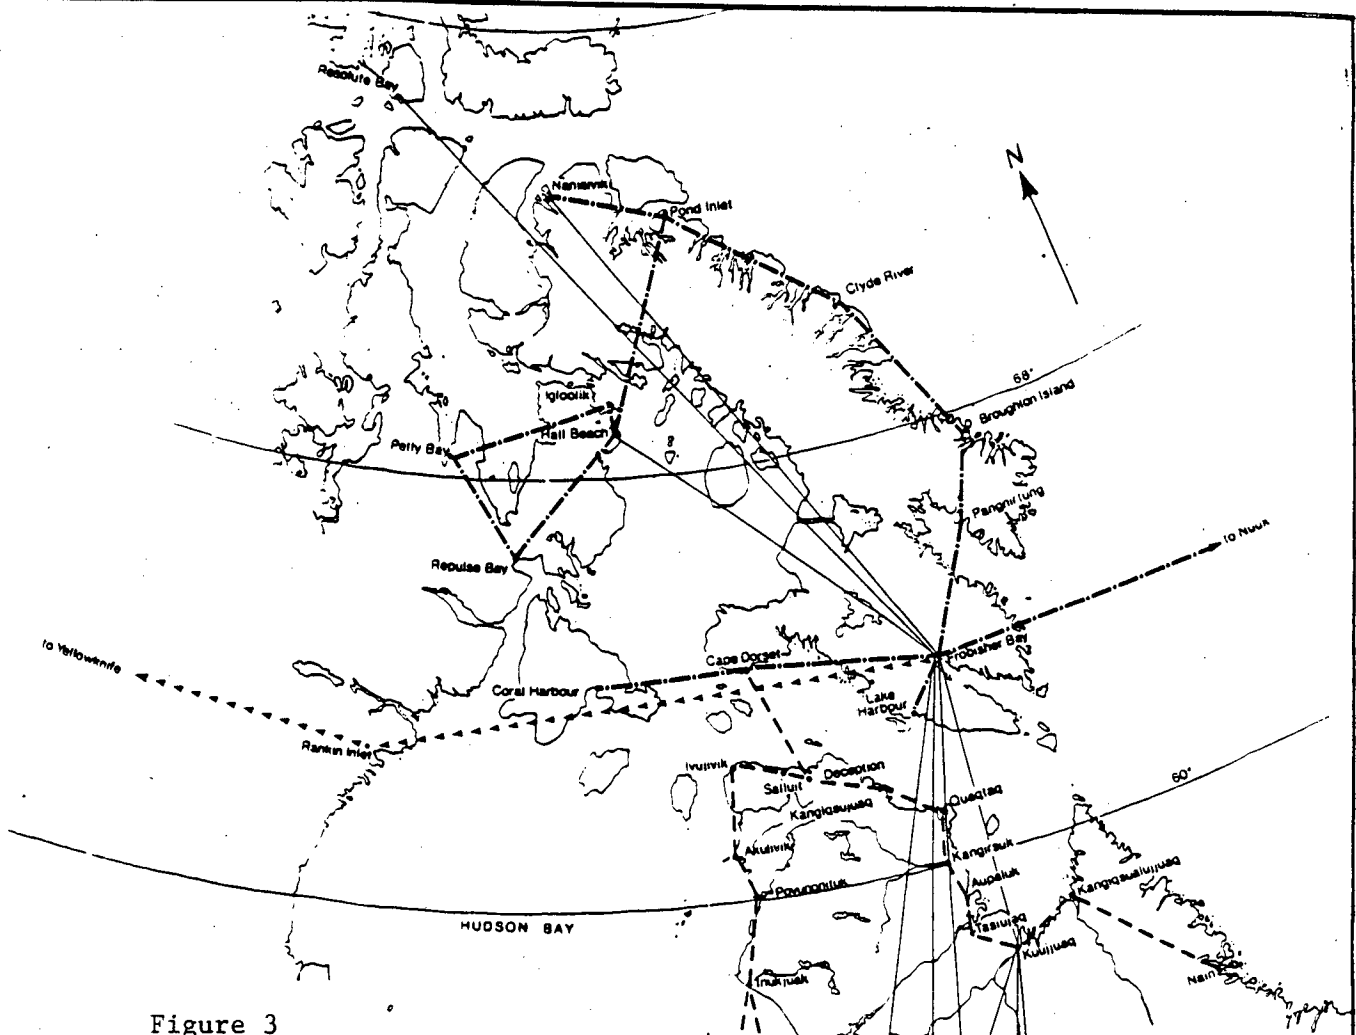 Resolute Bay
N
Nanisivik
Pond Inlet
Clyde River
68°
Broughton Island
Igloolik
Hall Beach
Pelly Bay
Pangnirtung
to Nuuk
Repulse Bay
to Yellowknife
Cape Dorset
Frobisher Bay
Coral Harbour
Lake
Harbour
Rankin Inlet
Ivujivik
Deception
60°
Salluit
Quaqtaq
Kangiqsujuaq
Akulivik
Kangirsuk
Kangiqsualujjuaq
Aupaluk
Povungnituk
HUDSON BAY
Tasiujaq
Kuujjuaq
Nain
Inukjuak
Figure 3